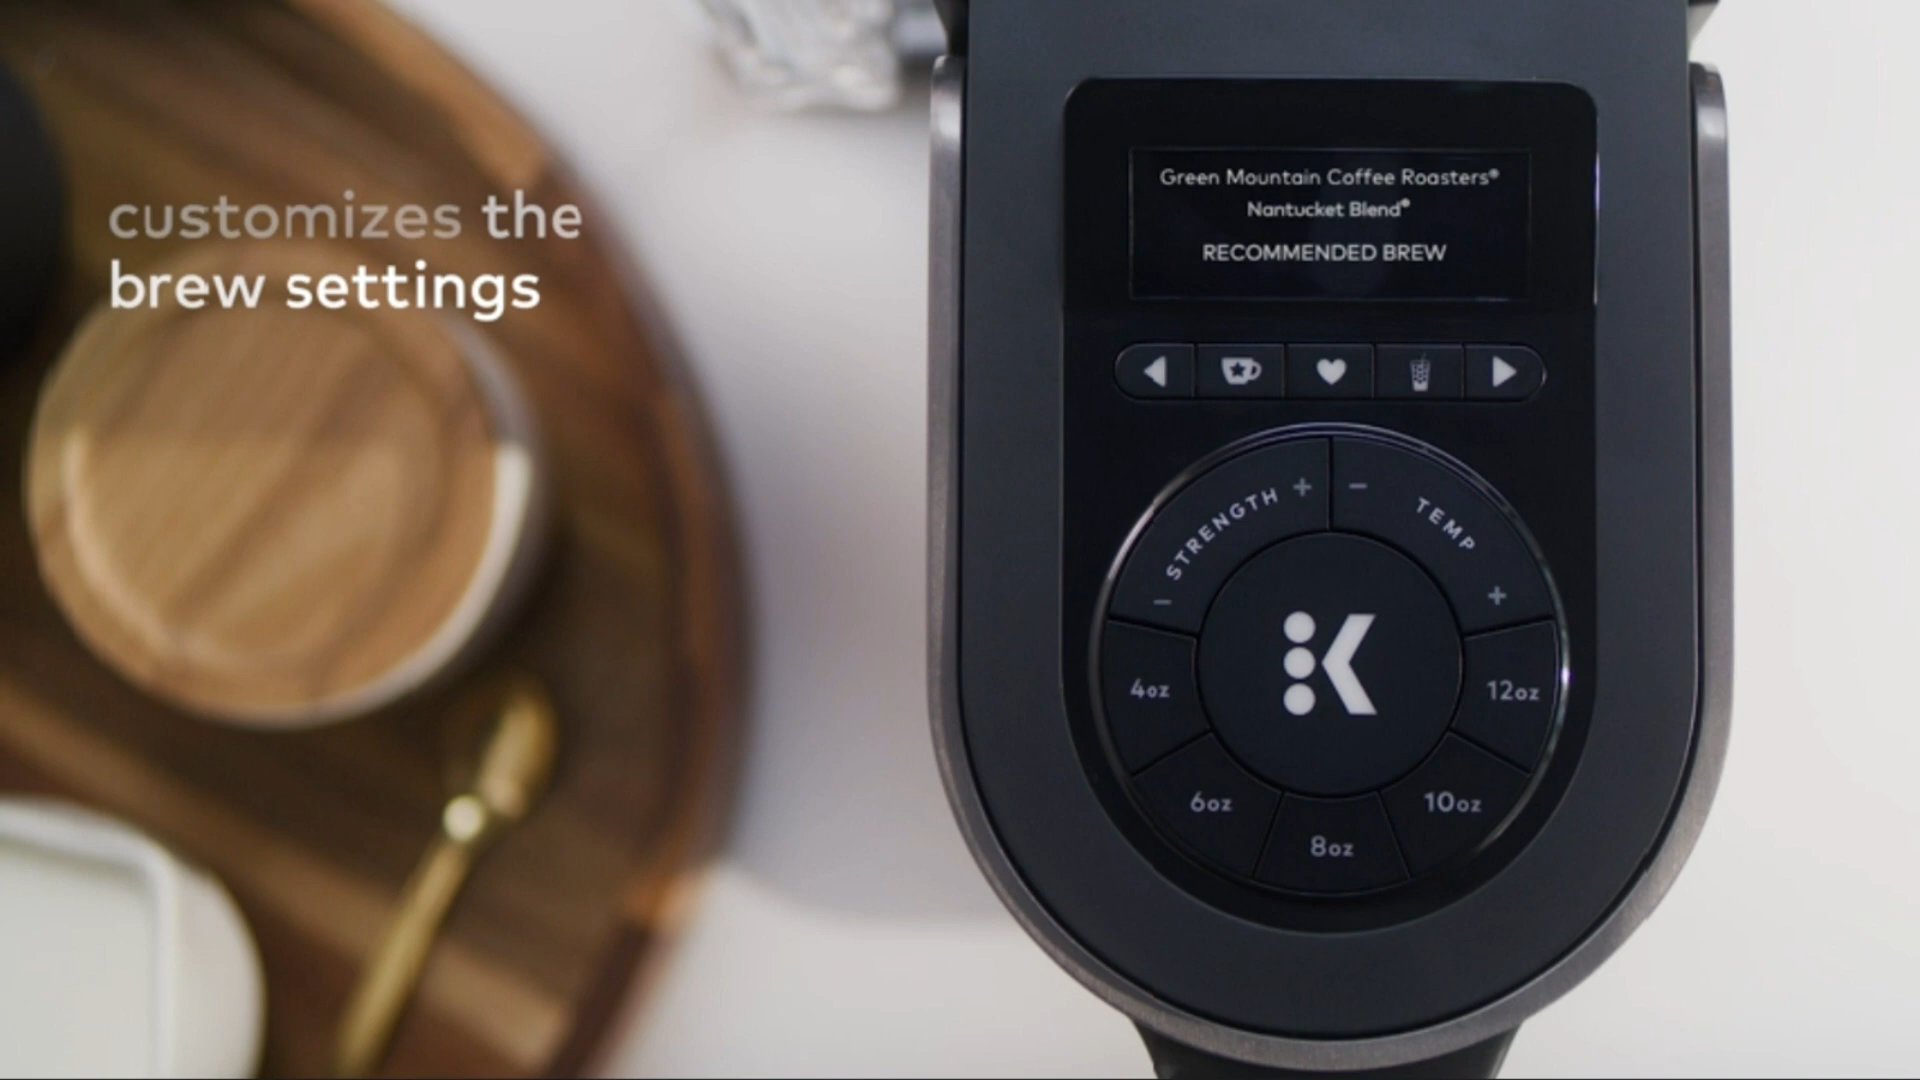 customizes the
brew settings
Green Mountain Coffee Roasters®
Nantucket Blend®
RECOMMENDED BREW
+ −
STRENGTH TEMP
− +
K
4oz 12oz
6oz 10oz
8oz